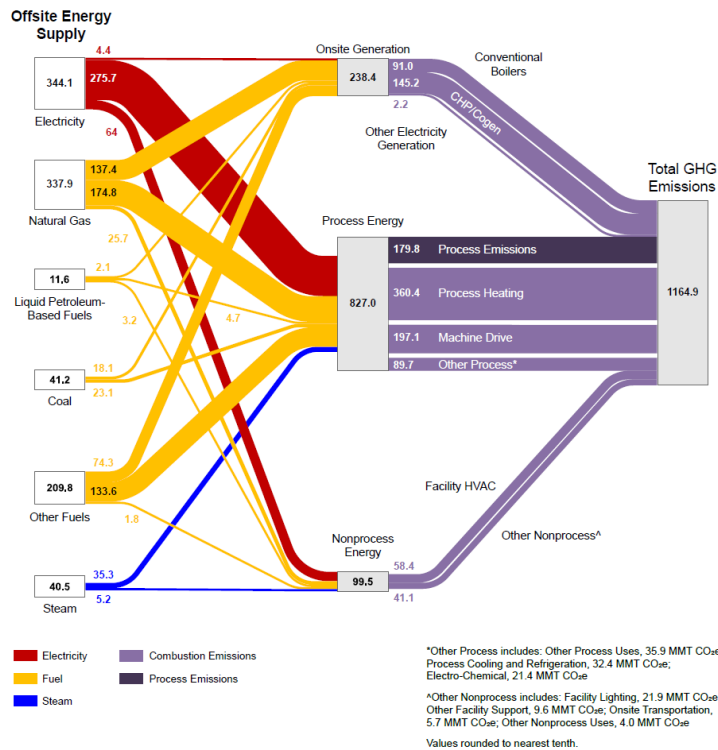 Offsite Energy
Supply
4.4
344.1
275.7
Electricity
64
337.9
137.4
174.8
Natural Gas
25.7
11,6
2.1
Liquid Petroleum-
Based Fuels
3.2
4.7
41.2
18.1
23.1
Coal
209.8
74.3
133.6
Other Fuels
1.8
40.5
35.3
5.2
Steam
Onsite Generation
238.4
91.0
145.2
2.2
Conventional
Boilers
CHP/Cogen
Other Electricity
Generation
Process Energy
827.0
179.8 Process Emissions
360.4 Process Heating
197.1 Machine Drive
89.7 Other Process*
Total GHG
Emissions
1164.9
Facility HVAC
Other Nonprocess^
Nonprocess
Energy
99.5
58.4
41.1
Electricity
Fuel
Steam
Combustion Emissions
Process Emissions
*Other Process includes: Other Process Uses, 35.9 MMT CO₂e
Process Cooling and Refrigeration, 32.4 MMT CO₂e;
Electro-Chemical, 21.4 MMT CO₂e
^Other Nonprocess includes: Facility Lighting, 21.9 MMT CO₂e
Other Facility Support, 9.6 MMT CO₂e; Onsite Transportation,
5.7 MMT CO₂e; Other Nonprocess Uses, 4.0 MMT CO₂e
Values rounded to nearest tenth.